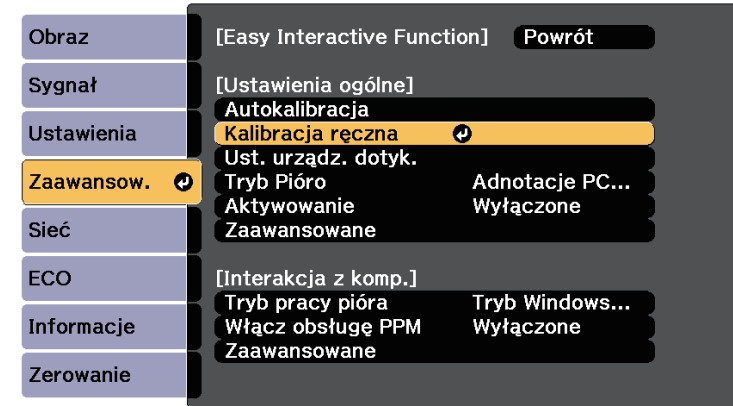 Obraz
Sygnał
Ustawienia
Zaawansow.
Sieć
ECO
Informacje
Zerowanie
[Easy Interactive Function] Powrót
[Ustawienia ogólne]
Autokalibracja
Kalibracja ręczna
Ust. urządz. dotyk.
Tryb Pióro Adnotacje PC...
Aktywowanie Wyłączone
Zaawansowane
[Interakcja z komp.]
Tryb pracy pióra Tryb Windows...
Włącz obsługę PPM Wyłączone
Zaawansowane